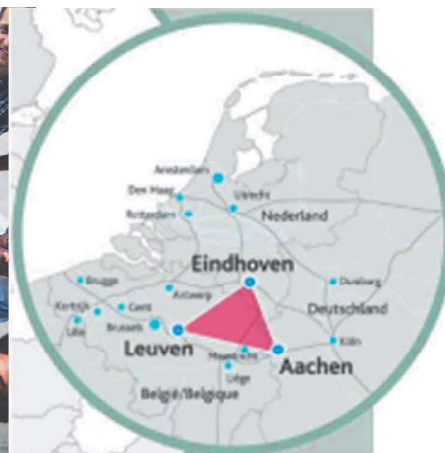 Amsterdam
Den Haag
Utrecht
Rotterdam
Nederland
Eindhoven
Brugge
Antwerp
Duisburg
Kortrijk
Gent
Deutschland
Lille
Brussels
Leuven
Maastricht
Köln
Liège
Aachen
België/Belgique